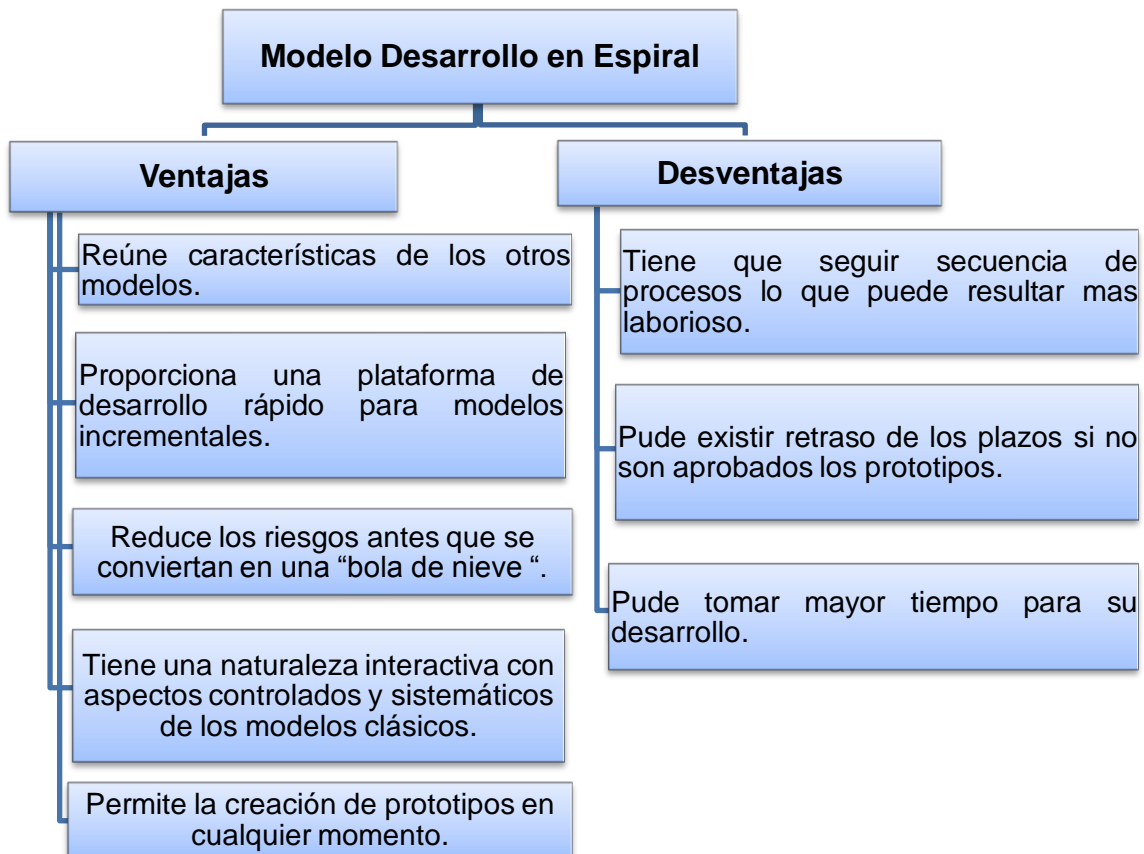 Modelo Desarrollo en Espiral
Ventajas
Reúne características de los otros
modelos.
Proporciona una plataforma de
desarrollo rápido para modelos
incrementales.
Reduce los riesgos antes que se
conviertan en una “bola de nieve “.
Tiene una naturaleza interactiva con
aspectos controlados y sistemáticos
de los modelos clásicos.
Permite la creación de prototipos en
cualquier momento.
Desventajas
Tiene que seguir secuencia de
procesos lo que puede resultar mas
laborioso.
Pude existir retraso de los plazos si no
son aprobados los prototipos.
Pude tomar mayor tiempo para su
desarrollo.